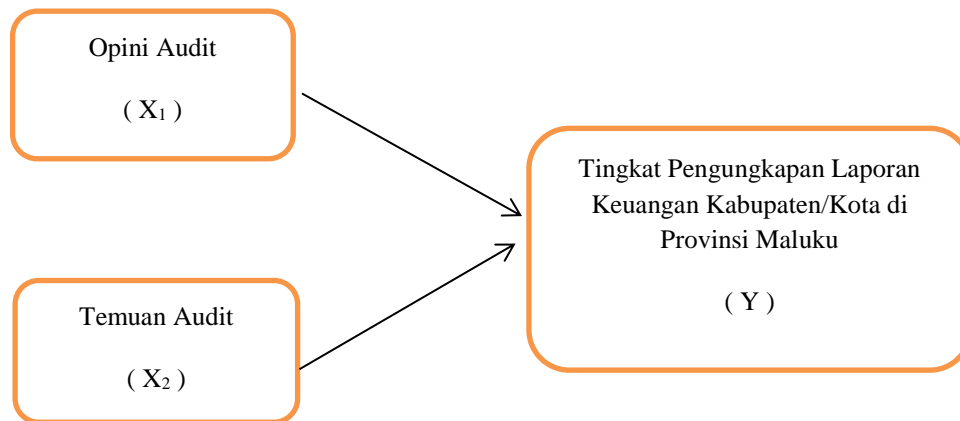 Opini Audit
( X₁ )
Tingkat Pengungkapan Laporan
Keuangan Kabupaten/Kota di
Provinsi Maluku
( Y )
Temuan Audit
( X₂ )